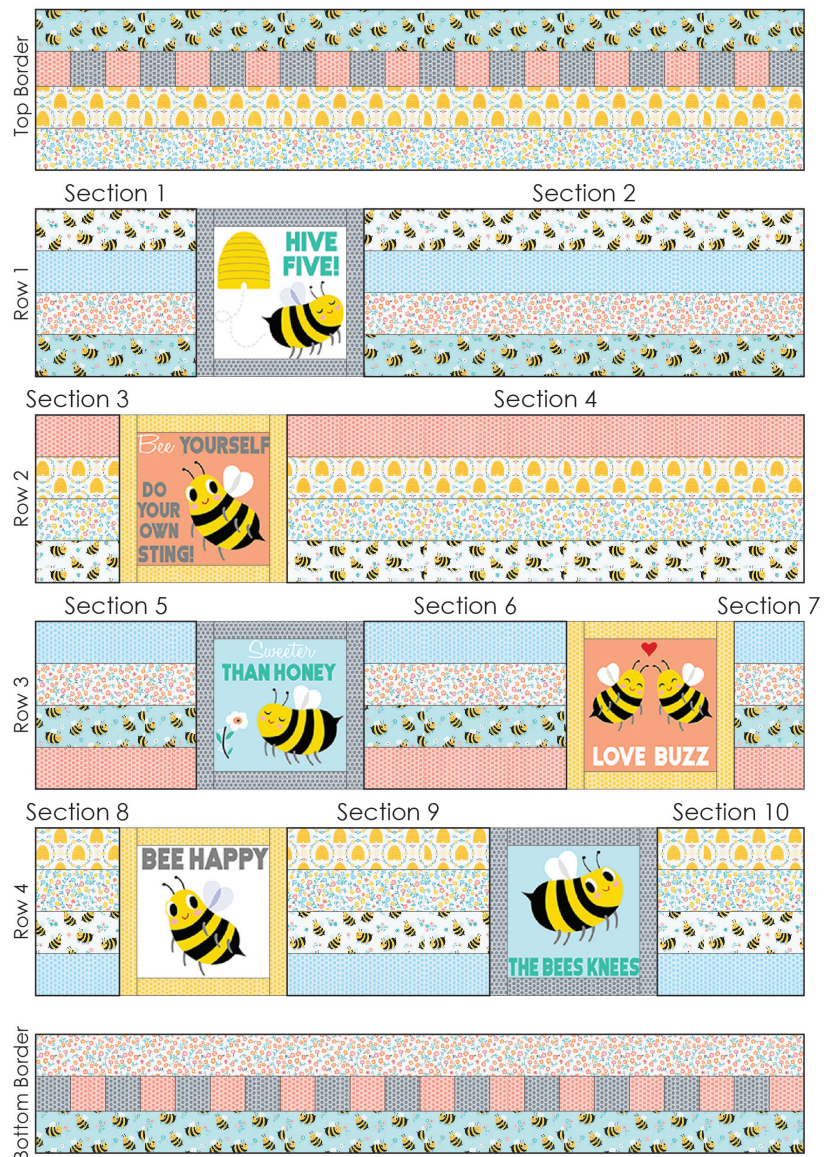 Top Border
Section 1
Section 2
Row 1
HIVE
FIVE!
Section 3
Section 4
Row 2
Bee YOURSELF
DO
YOUR
OWN
STING!
Section 5
Section 6
Section 7
Row 3
Sweeter
THAN HONEY
LOVE BUZZ
Section 8
Section 9
Section 10
Row 4
BEE HAPPY
THE BEES KNEES
Bottom Border